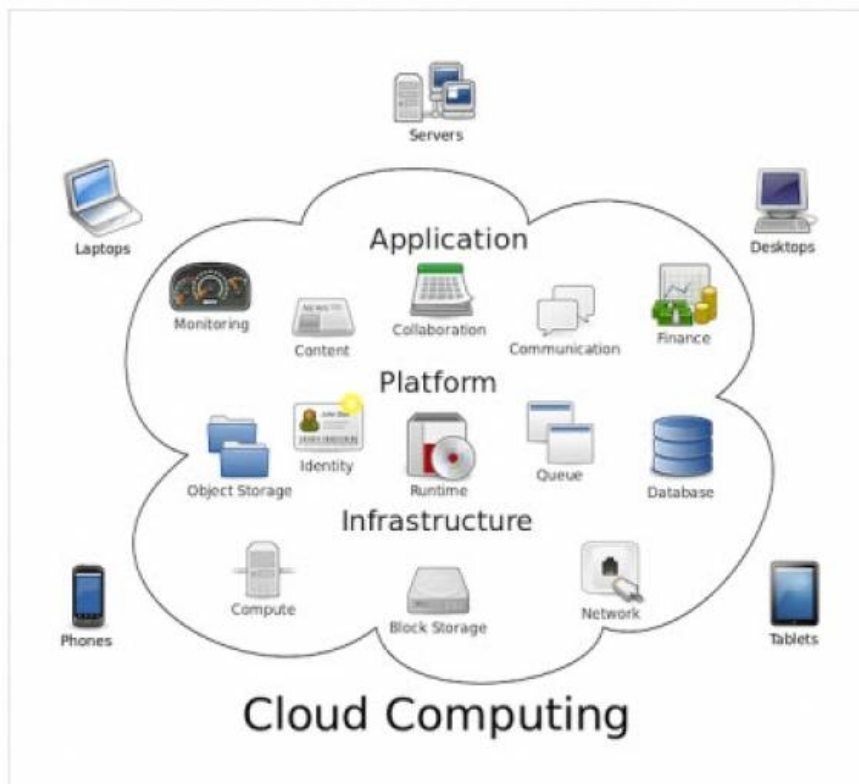 Servers
Laptops
Desktops
Application
Monitoring
Content
Collaboration
Communication
Finance
Platform
Object Storage
Identity
Runtime
Queue
Database
Infrastructure
Compute
Block Storage
Network
Phones
Tablets
Cloud Computing